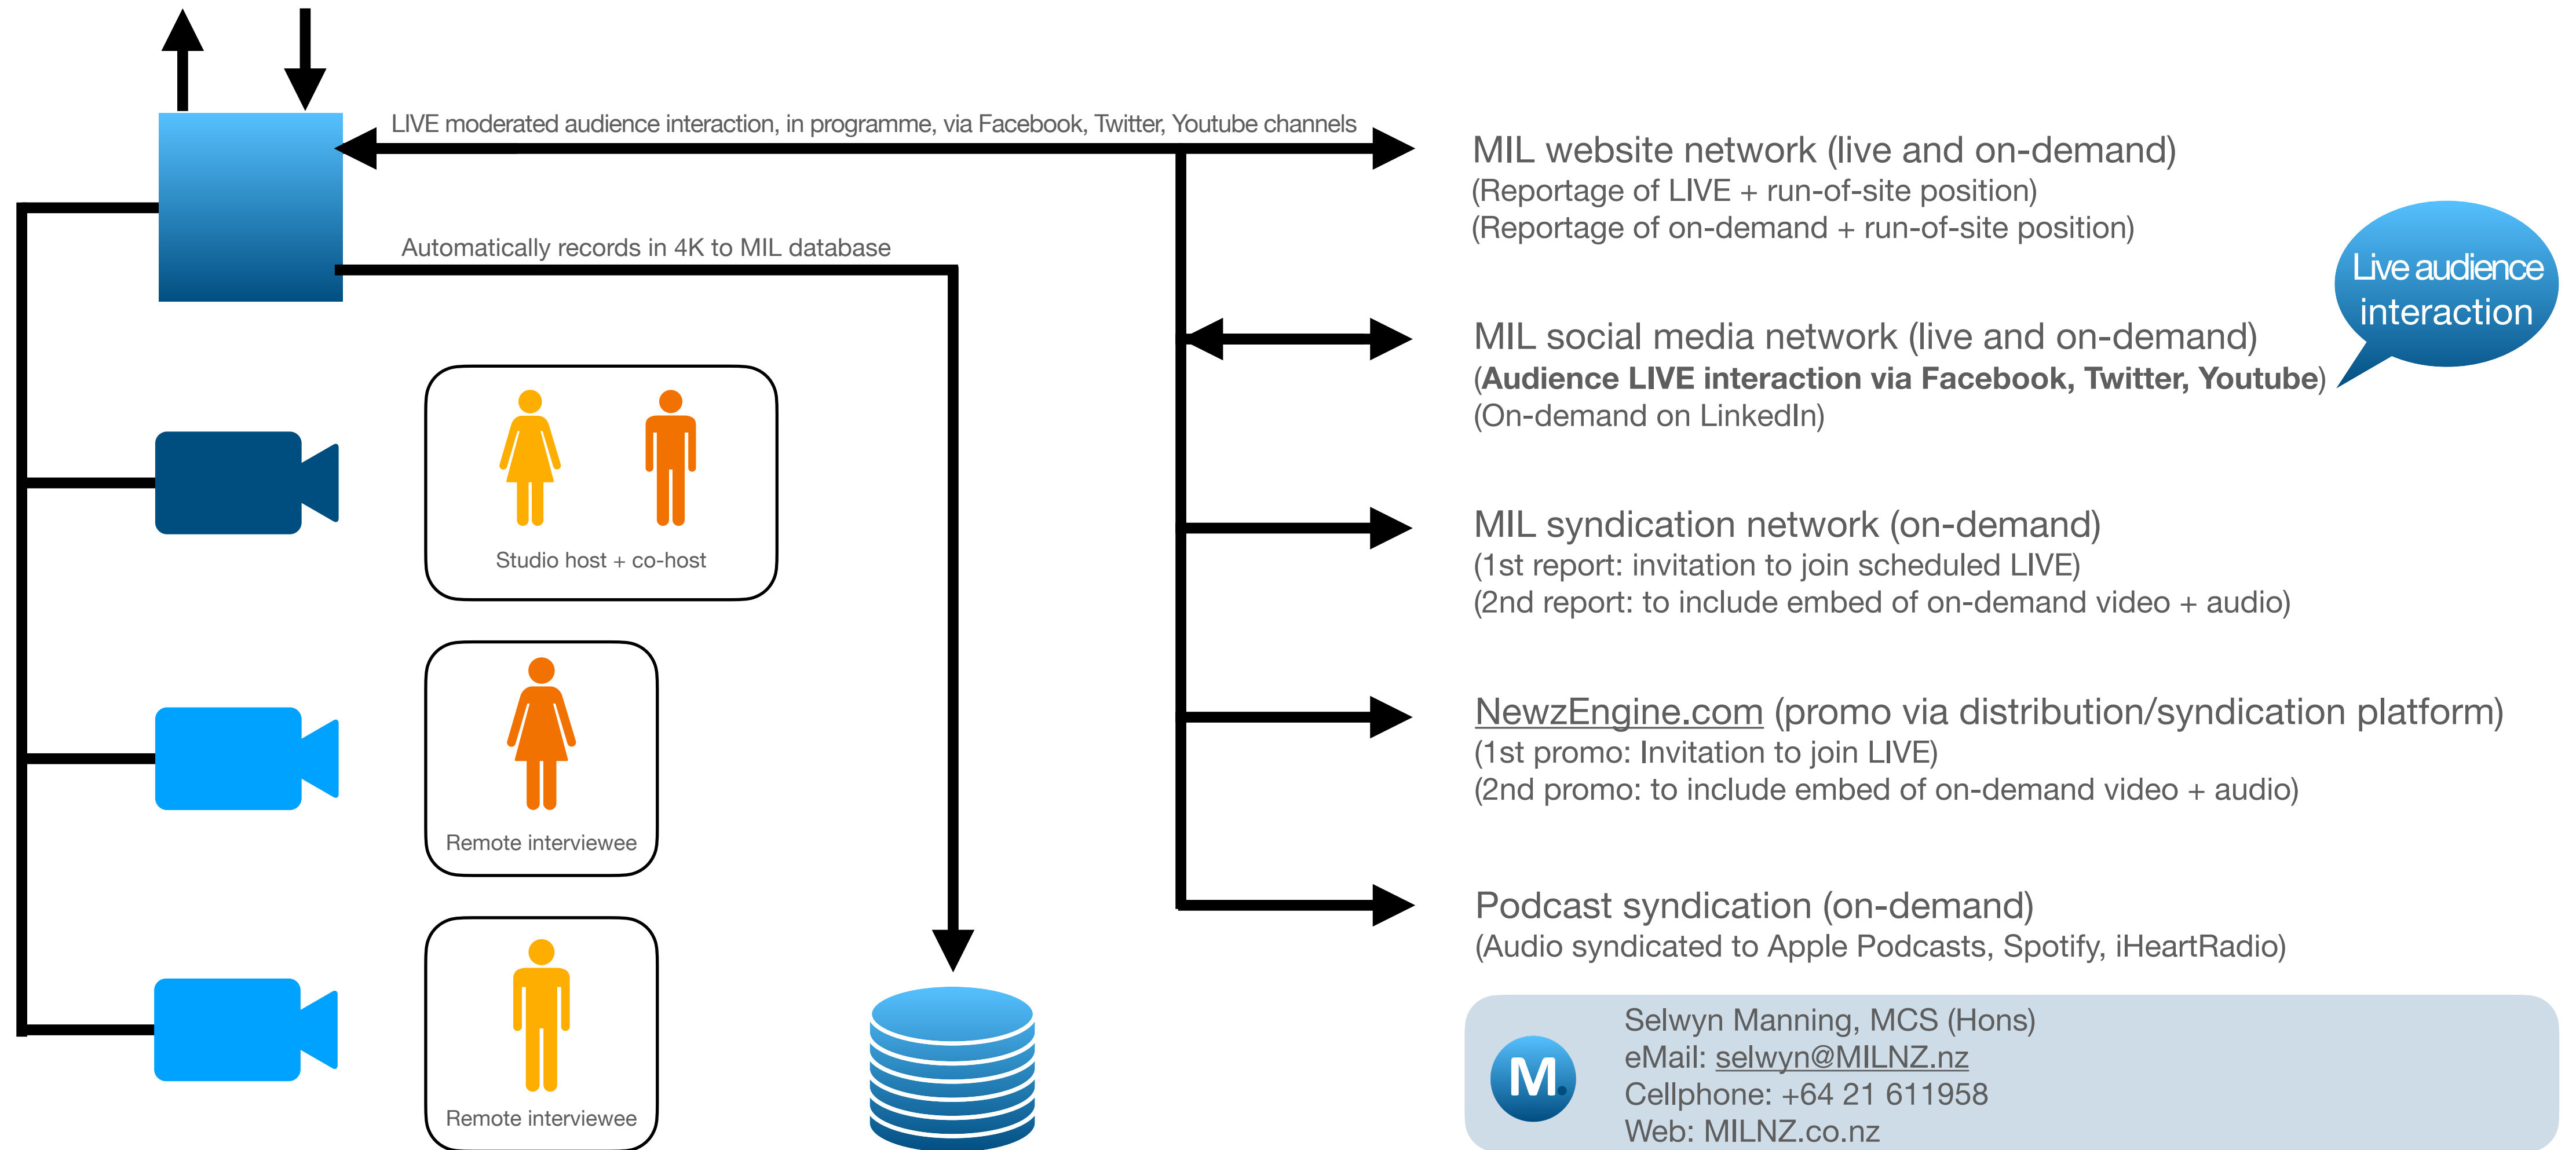 LIVE moderated audience interaction, in programme, via Facebook, Twitter, Youtube channels
Automatically records in 4K to MIL database
Studio host + co-host
Remote interviewee
Remote interviewee
MIL website network (live and on-demand)
(Reportage of LIVE + run-of-site position)
(Reportage of on-demand + run-of-site position)
Live audience
interaction
MIL social media network (live and on-demand)
(Audience LIVE interaction via Facebook, Twitter, Youtube)
(On-demand on LinkedIn)
MIL syndication network (on-demand)
(1st report: invitation to join scheduled LIVE)
(2nd report: to include embed of on-demand video + audio)
NewzEngine.com (promo via distribution/syndication platform)
(1st promo: Invitation to join LIVE)
(2nd promo: to include embed of on-demand video + audio)
Podcast syndication (on-demand)
(Audio syndicated to Apple Podcasts, Spotify, iHeartRadio)
M.
Selwyn Manning, MCS (Hons)
eMail: selwyn@MILNZ.nz
Cellphone: +64 21 611958
Web: MILNZ.co.nz